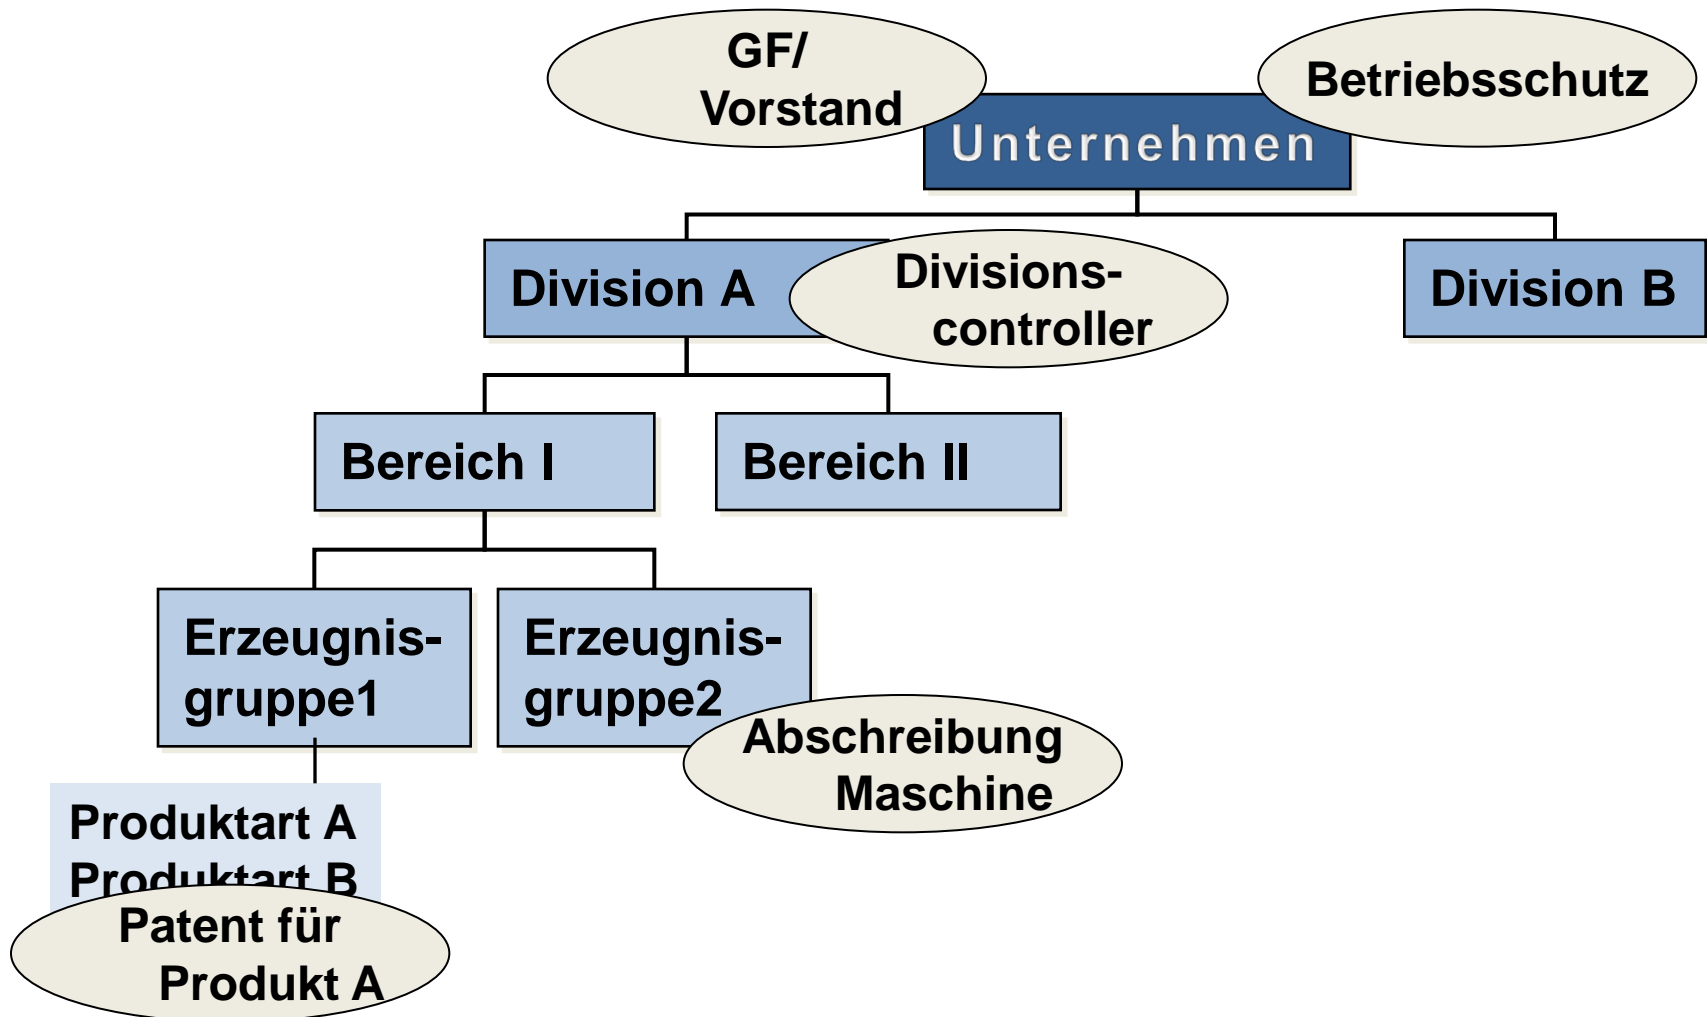 GF/
Vorstand
Betriebsschutz
Unternehmen
Division A
Divisions-
controller
Division B
Bereich I
Bereich II
Erzeugnis-
gruppe1
Erzeugnis-
gruppe2
Abschreibung
Maschine
Produktart A
Produktart B
Patent für
Produkt A